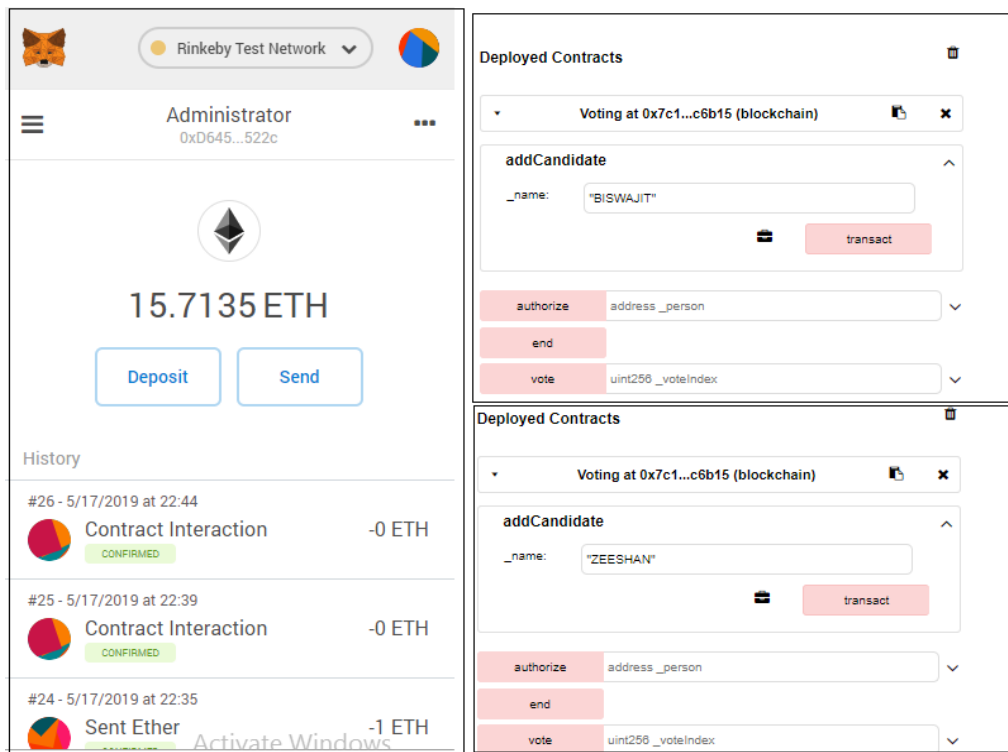 Rinkeby Test Network
Administrator
0xD645...522c
15.7135 ETH
Deposit
Send
History
#26 - 5/17/2019 at 22:44
Contract Interaction -0 ETH
CONFIRMED
#25 - 5/17/2019 at 22:39
Contract Interaction -0 ETH
CONFIRMED
#24 - 5/17/2019 at 22:35
Sent Ether -1 ETH
CONFIRMED
Activate Windows
Deployed Contracts
Voting at 0x7c1...c6b15 (blockchain)
addCandidate
_name: "BISWAJIT"
transact
authorize address _person
end
vote uint256 _voteIndex
Deployed Contracts
Voting at 0x7c1...c6b15 (blockchain)
addCandidate
_name: "ZEESHAN"
transact
authorize address _person
end
vote uint256 _voteIndex